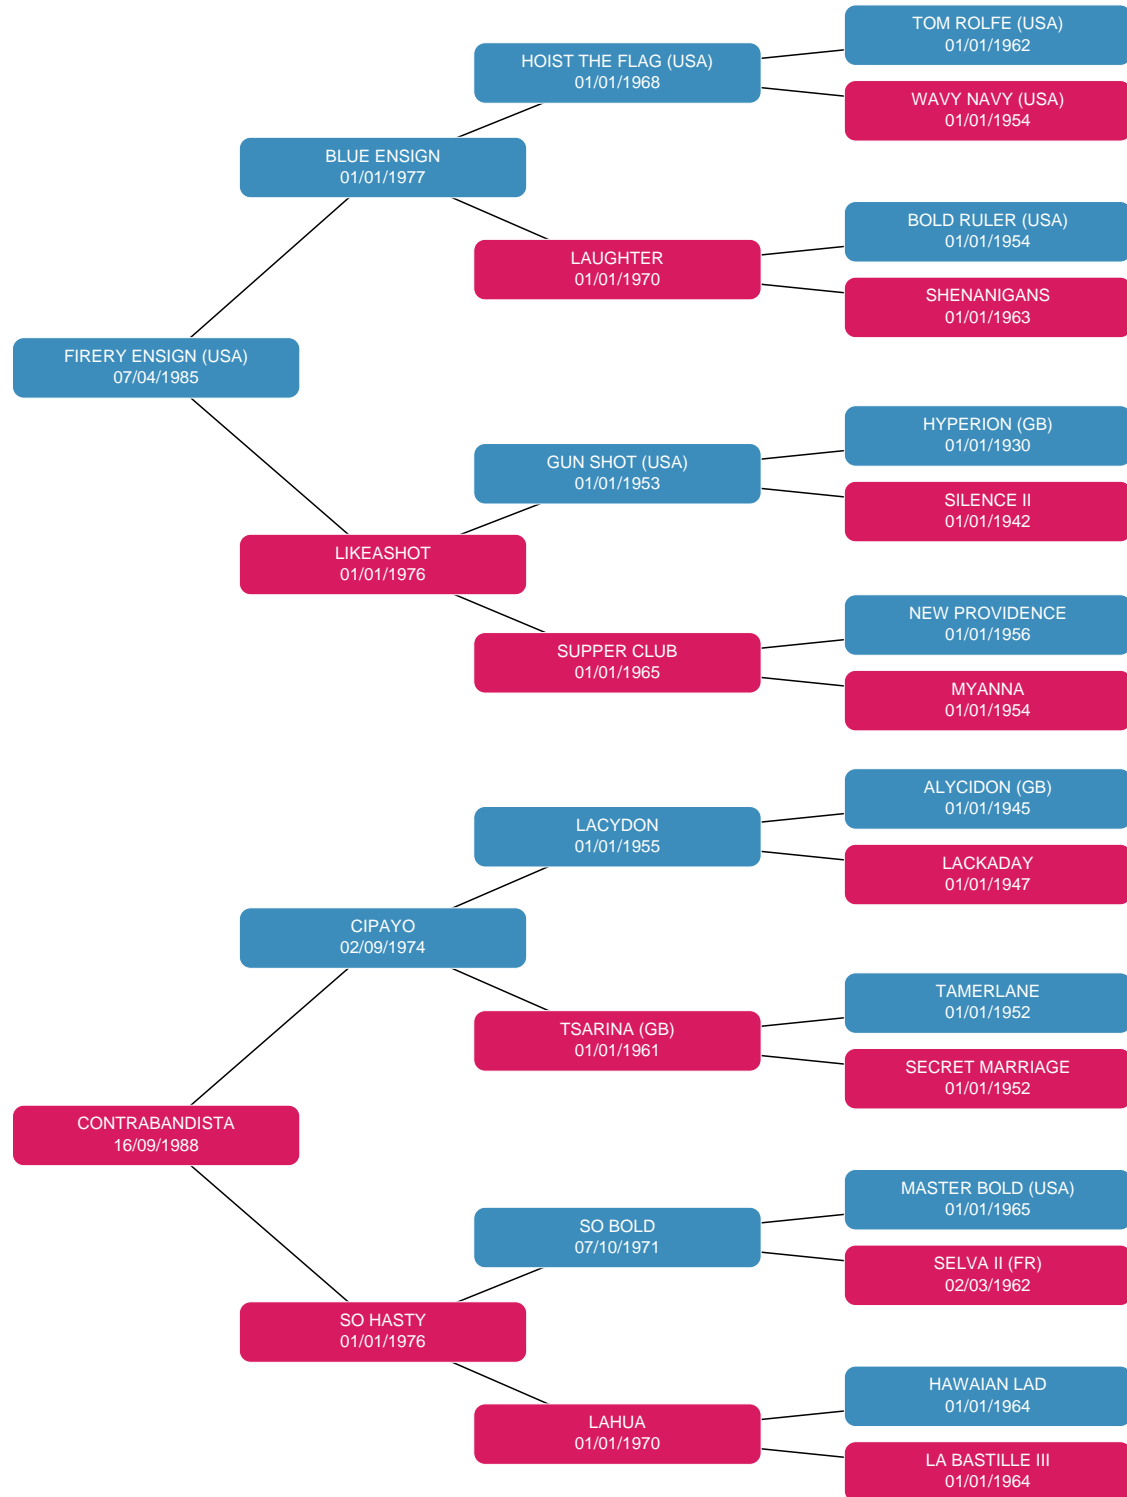 TOM ROLFE (USA)
01/01/1962
HOIST THE FLAG (USA)
01/01/1968
WAVY NAVY (USA)
01/01/1954
BLUE ENSIGN
01/01/1977
BOLD RULER (USA)
01/01/1954
LAUGHTER
01/01/1970
SHENANIGANS
01/01/1963
FIRERY ENSIGN (USA)
07/04/1985
HYPERION (GB)
01/01/1930
GUN SHOT (USA)
01/01/1953
SILENCE II
01/01/1942
LIKEASHOT
01/01/1976
NEW PROVIDENCE
01/01/1956
SUPPER CLUB
01/01/1965
MYANNA
01/01/1954
ALYCIDON (GB)
01/01/1945
LACYDON
01/01/1955
LACKADAY
01/01/1947
CIPAYO
02/09/1974
TAMERLANE
01/01/1952
TSARINA (GB)
01/01/1961
SECRET MARRIAGE
01/01/1952
CONTRABANDISTA
16/09/1988
MASTER BOLD (USA)
01/01/1965
SO BOLD
07/10/1971
SELVA II (FR)
02/03/1962
SO HASTY
01/01/1976
HAWAIAN LAD
01/01/1964
LAHUA
01/01/1970
LA BASTILLE III
01/01/1964